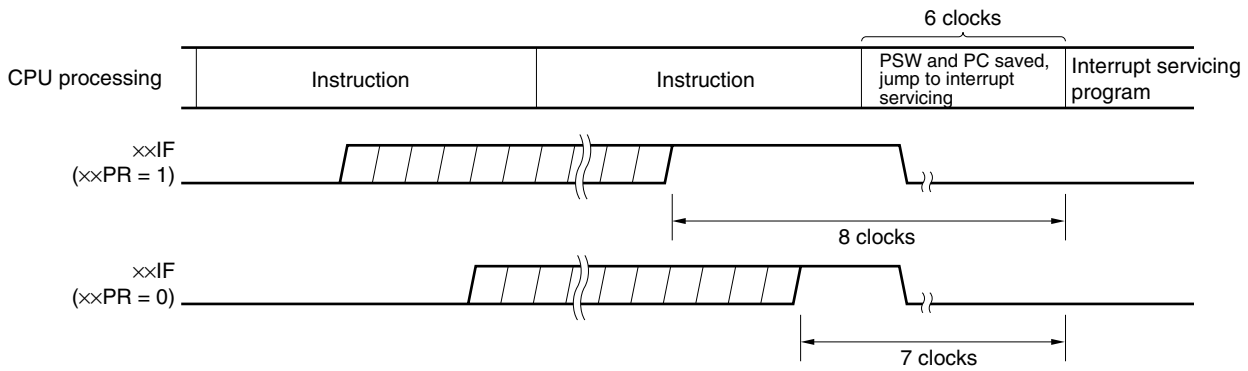 6 clocks
CPU processing
Instruction
Instruction
PSW and PC saved,
jump to interrupt
servicing
Interrupt servicing
program
××IF
(××PR = 1)
8 clocks
××IF
(××PR = 0)
7 clocks